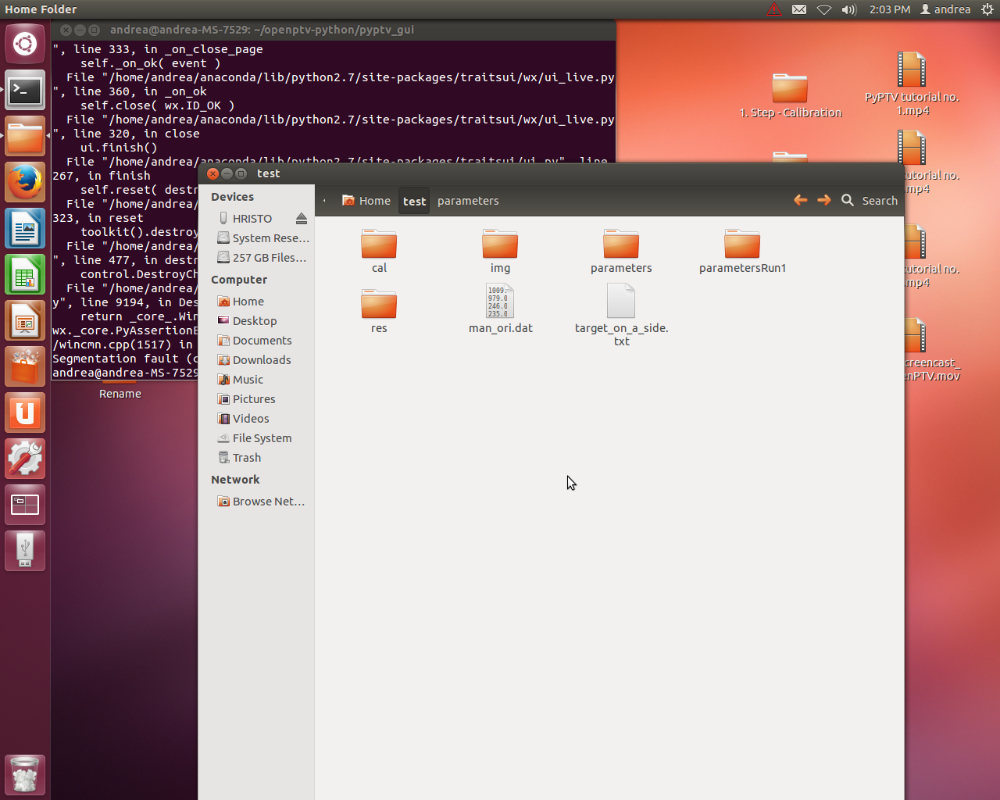 Home Folder
2:03 PM
andrea
andrea@andrea-MS-7529: ~/openptv-python/pyptv_gui
", line 333, in _on_close_page
self._on_ok( event )
File "/home/andrea/anaconda/lib/python2.7/site-packages/traitsui/wx/ui_live.py
", line 360, in _on_ok
self.close( wx.ID_OK )
File "/home/andrea/anaconda/lib/python2.7/site-packages/traitsui/wx/ui_live.py
", line 320, in close
ui.finish()
File "/home/andrea/anaconda/lib/python2.7/site-packages/traitsui/ui.py", line
267, in finish
self.reset( destr
File "/home/andrea/
323, in reset
toolkit().destroy
File "/home/andrea/
", line 477, in destr
control.DestroyCh
File "/home/andrea/
y", line 9194, in Des
return _core_.Win
wx._core.PyAssertionE
/wincmn.cpp(1517) in
Segmentation fault (c
andrea@andrea-MS-7529
Rename
1. Step - Calibration
PyPTV tutorial no.
1.mp4
utorial no.
.mp4
utorial no.
.mp4
creencast_
enPTV.mov
test
Devices
HRISTO
System Rese...
257 GB Files...
Computer
Home
Desktop
Documents
Downloads
Music
Pictures
Videos
File System
Trash
Network
Browse Net...
Home
test
parameters
Search
cal
img
parameters
parametersRun1
res
1009.
979.0
246.0
235.0
man_ori.dat
target_on_a_side.
txt